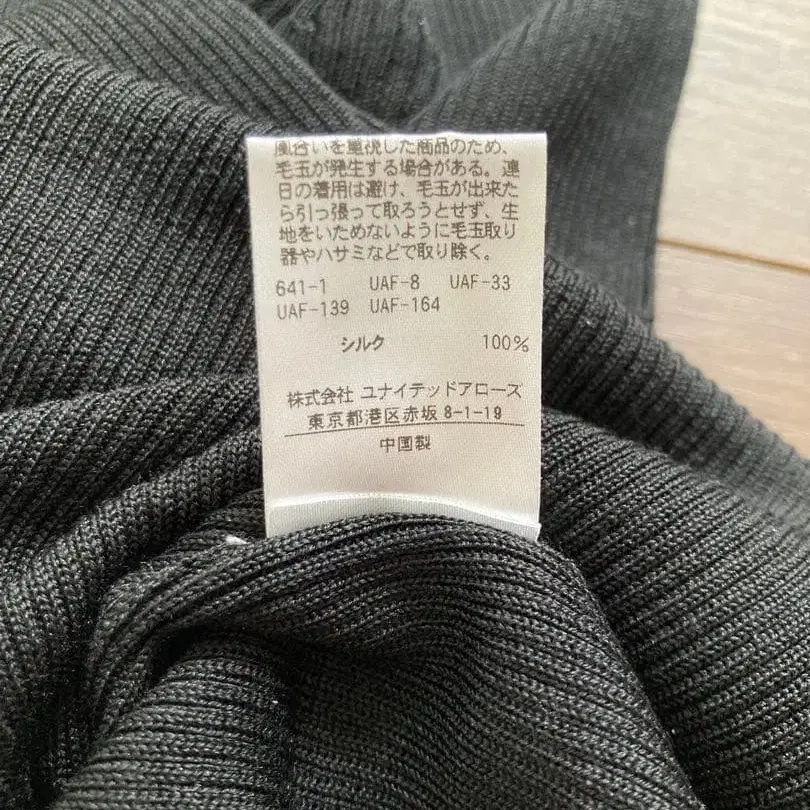 風合いを重視した商品のため、
毛玉が発生する場合がある。連
日の着用は避け、毛玉が出来た
ら引っ張って取ろうとせず、生
地をいためないように毛玉取り
器やハサミなどで取り除く。
641-1 UAF-8 UAF-33
UAF-139 UAF-164
シルク 100%
株式会社 ユナイテッドアローズ
東京都港区赤坂 8-1-19
中国製